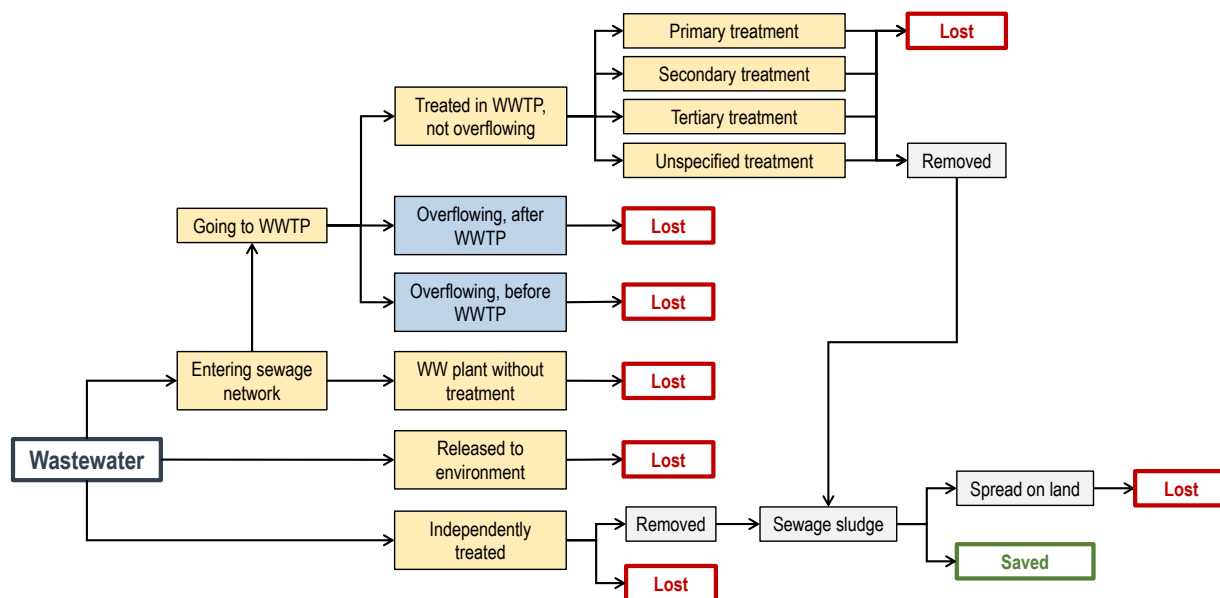 Primary treatment
Lost
Secondary treatment
Treated in WWTP,
not overflowing
Tertiary treatment
Unspecified treatment
Removed
Going to WWTP
Overflowing, after
WWTP
Lost
Overflowing, before
WWTP
Lost
Entering sewage
network
WW plant without
treatment
Lost
Wastewater
Released to
environment
Lost
Spread on land
Lost
Independently
treated
Removed
Sewage sludge
Saved
Lost